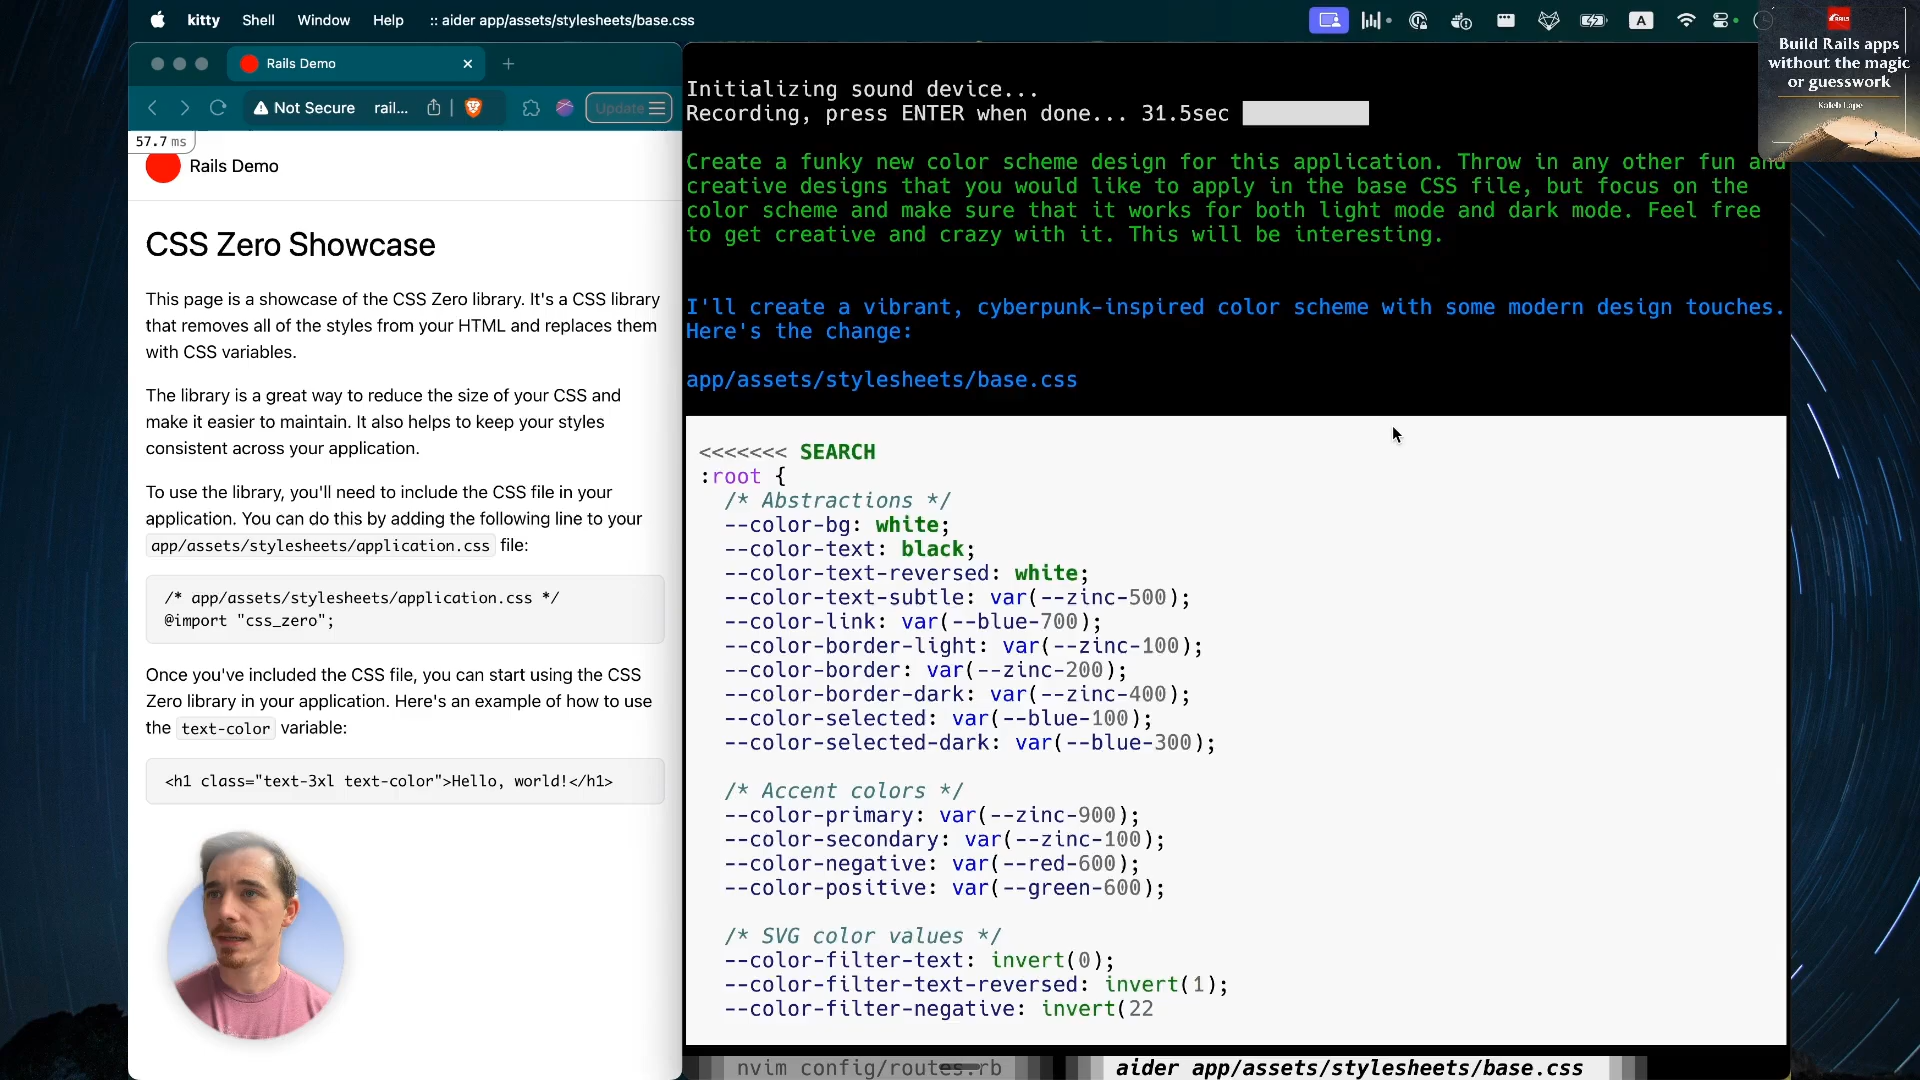 kitty Shell Window Help :: aider app/assets/stylesheets/base.css
A
RAILS
Build Rails apps
without the magic
or guesswork
Kaleb Lape
Rails Demo
Not Secure rail... Update
57.7 ms
Rails Demo
CSS Zero Showcase
This page is a showcase of the CSS Zero library. It's a CSS library
that removes all of the styles from your HTML and replaces them
with CSS variables.
The library is a great way to reduce the size of your CSS and
make it easier to maintain. It also helps to keep your styles
consistent across your application.
To use the library, you'll need to include the CSS file in your
application. You can do this by adding the following line to your
app/assets/stylesheets/application.css file:
/* app/assets/stylesheets/application.css */
@import "css_zero";
Once you've included the CSS file, you can start using the CSS
Zero library in your application. Here's an example of how to use
the text-color variable:
<h1 class="text-3xl text-color">Hello, world!</h1>
Initializing sound device...
Recording, press ENTER when done... 31.5sec
Create a funky new color scheme design for this application. Throw in any other fun and
creative designs that you would like to apply in the base CSS file, but focus on the
color scheme and make sure that it works for both light mode and dark mode. Feel free
to get creative and crazy with it. This will be interesting.
I'll create a vibrant, cyberpunk-inspired color scheme with some modern design touches.
Here's the change:
app/assets/stylesheets/base.css
<<<<<<< SEARCH
:root {
/* Abstractions */
--color-bg: white;
--color-text: black;
--color-text-reversed: white;
--color-text-subtle: var(--zinc-500);
--color-link: var(--blue-700);
--color-border-light: var(--zinc-100);
--color-border: var(--zinc-200);
--color-border-dark: var(--zinc-400);
--color-selected: var(--blue-100);
--color-selected-dark: var(--blue-300);
/* Accent colors */
--color-primary: var(--zinc-900);
--color-secondary: var(--zinc-100);
--color-negative: var(--red-600);
--color-positive: var(--green-600);
/* SVG color values */
--color-filter-text: invert(0);
--color-filter-text-reversed: invert(1);
--color-filter-negative: invert(22
nvim config/routes.rb aider app/assets/stylesheets/base.css